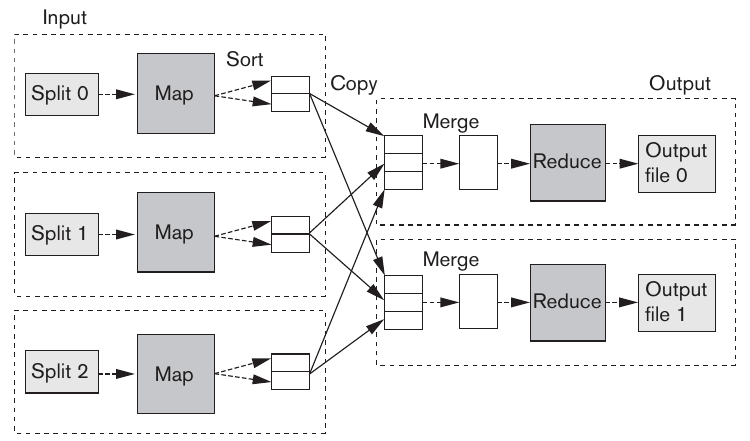 Input
Sort
Split 0
Map
Copy
Output
Merge
Reduce
Output
file 0
Split 1
Map
Merge
Reduce
Output
file 1
Split 2
Map